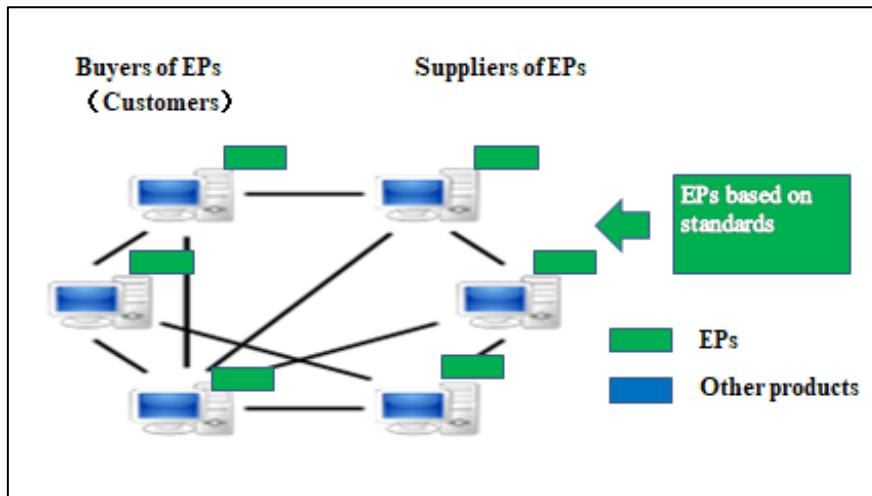 Buyers of EPs
（Customers）
Suppliers of EPs
EPs based on
standards
EPs
Other products